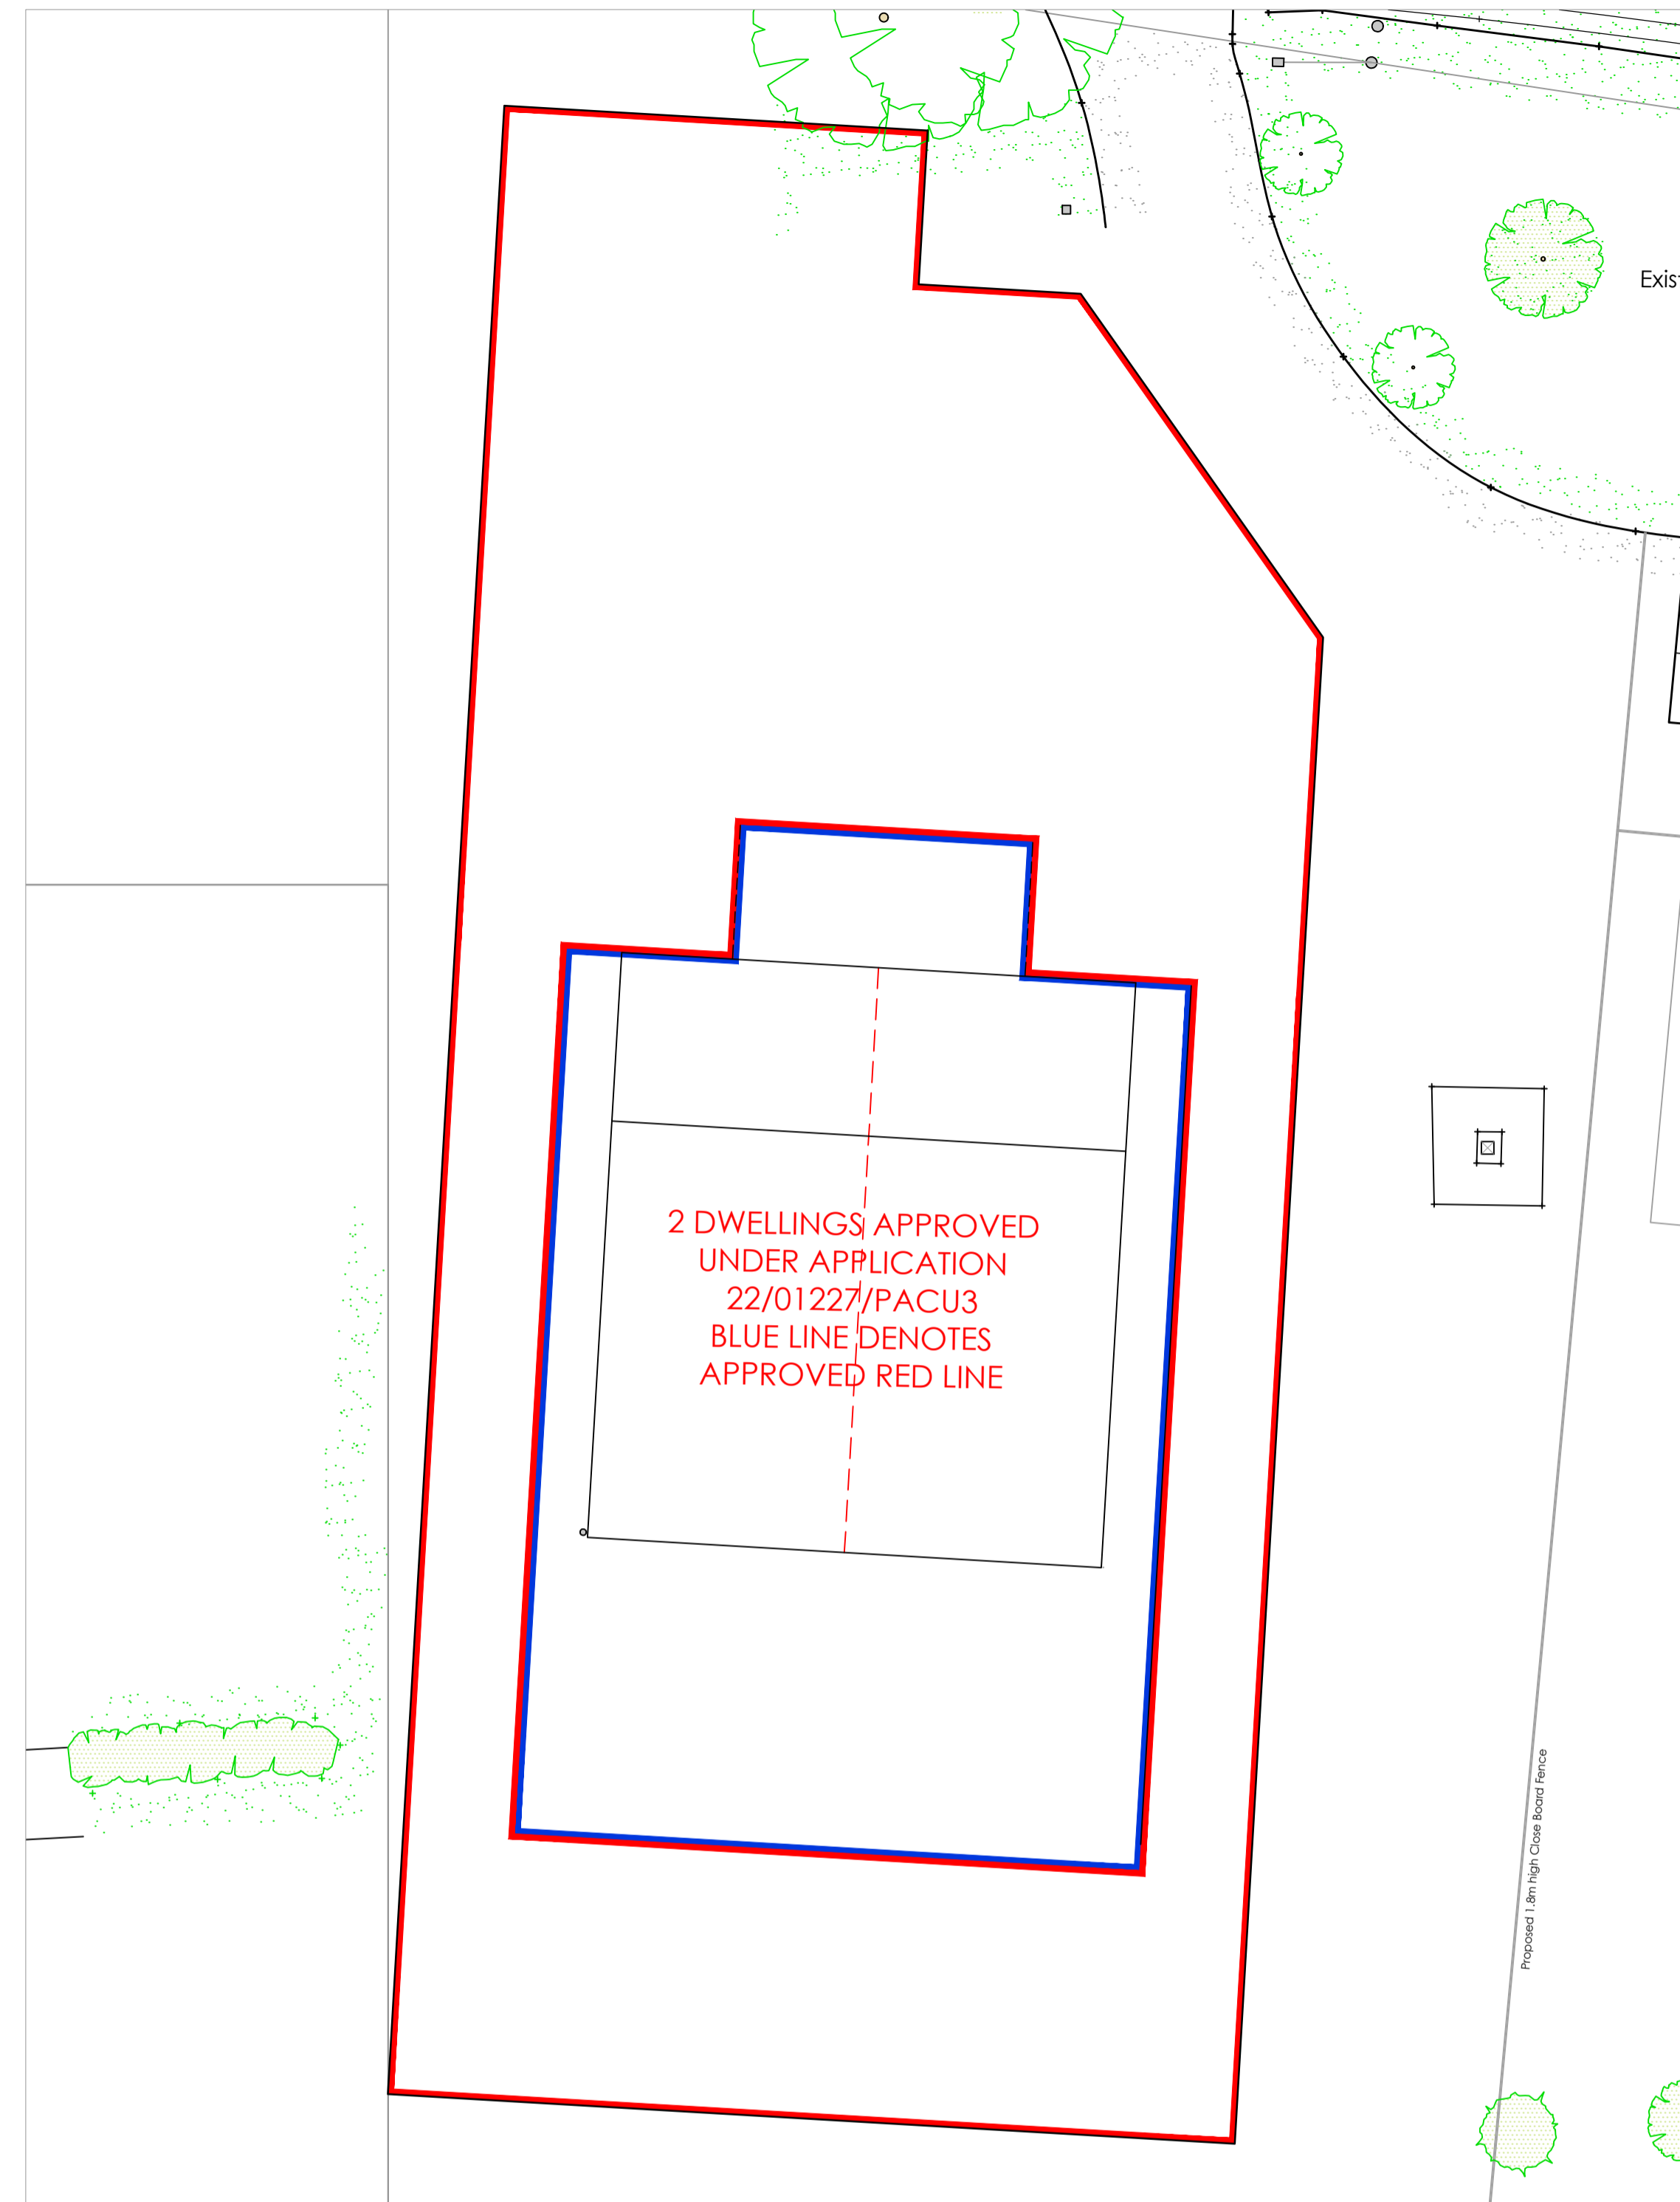 Exis
2 DWELLINGS APPROVED
UNDER APPLICATION
22/01227/PACU3
BLUE LINE DENOTES
APPROVED RED LINE
Proposed 1.8m high Close Board Fence